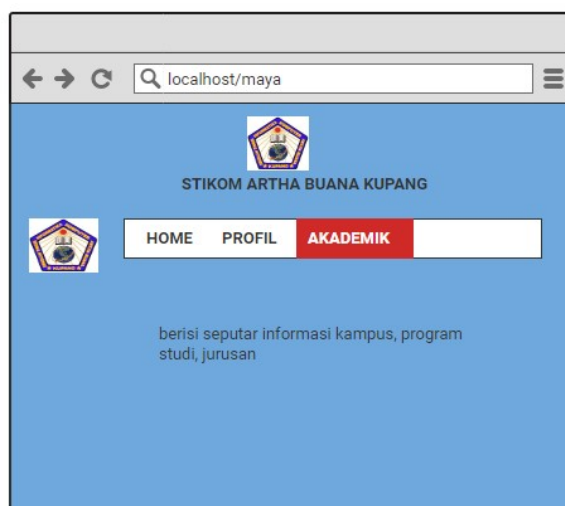 localhost/maya
STIKOM ARTHA BUANA KUPANG
HOME PROFIL AKADEMIK
berisi seputar informasi kampus, program
studi, jurusan